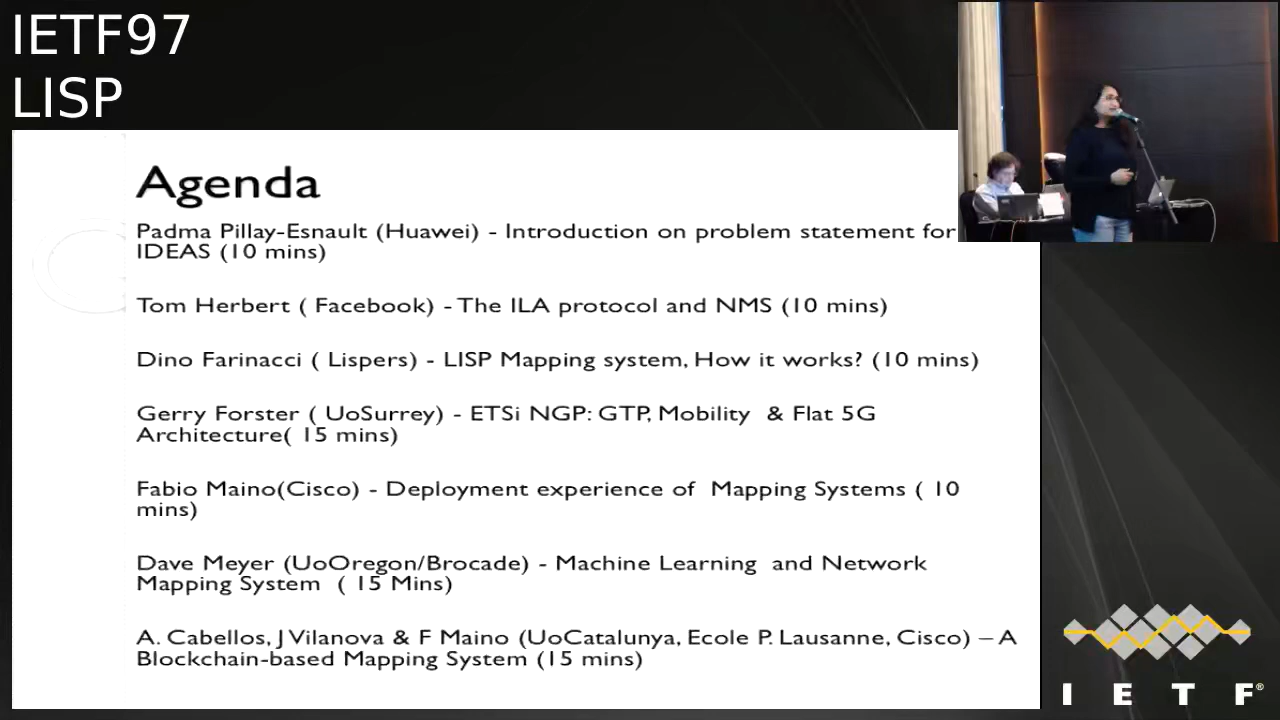 IETF97
LISP
Agenda
Padma Pillay-Esnault (Huawei) - Introduction on problem statement for
IDEAS (10 mins)
Tom Herbert ( Facebook) - The ILA protocol and NMS (10 mins)
Dino Farinacci ( Lispers) - LISP Mapping system, How it works? (10 mins)
Gerry Forster ( UoSurrey) - ETSi NGP: GTP, Mobility & Flat 5G
Architecture( 15 mins)
Fabio Maino(Cisco) - Deployment experience of Mapping Systems ( 10
mins)
Dave Meyer (UoOregon/Brocade) - Machine Learning and Network
Mapping System ( 15 Mins)
A. Cabellos, J Vilanova & F Maino (UoCatalunya, Ecole P. Lausanne, Cisco) – A
Blockchain-based Mapping System (15 mins)
I E T F®